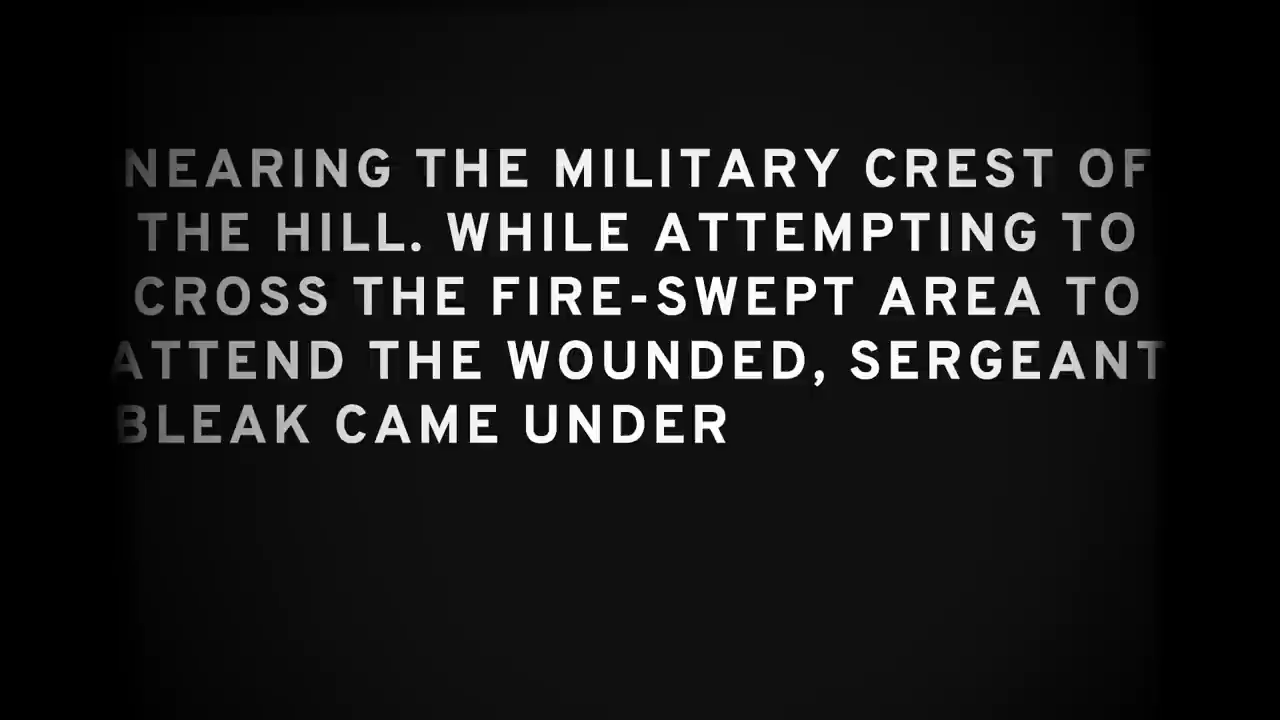 NEARING THE MILITARY CREST OF
THE HILL. WHILE ATTEMPTING TO
CROSS THE FIRE-SWEPT AREA TO
ATTEND THE WOUNDED, SERGEANT
BLEAK CAME UNDER